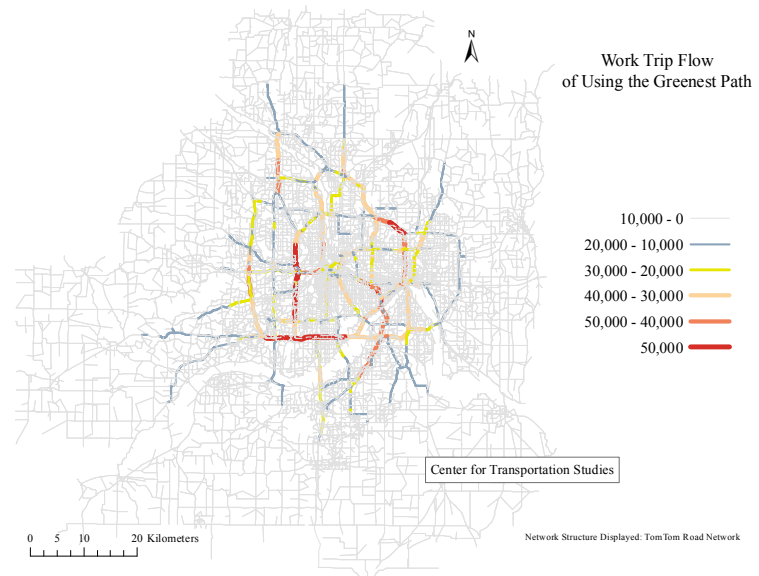 N
Work Trip Flow
of Using the Greenest Path
10,000 - 0
20,000 - 10,000
30,000 - 20,000
40,000 - 30,000
50,000 - 40,000
50,000
Center for Transportation Studies
0 5 10 20 Kilometers
Network Structure Displayed: TomTom Road Network